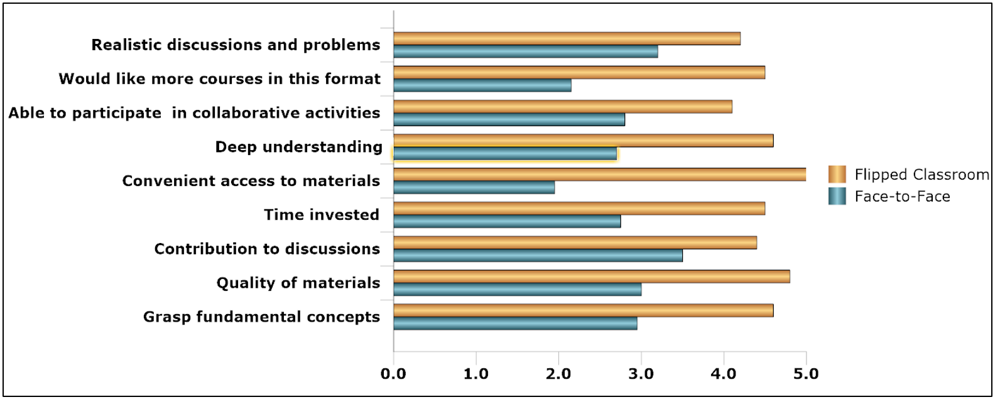 Realistic discussions and problems
Would like more courses in this format
Able to participate  in collaborative activities
Deep understanding
Convenient access to materials
Time invested
Contribution to discussions
Quality of materials
Grasp fundamental concepts
0.0 1.0 2.0 3.0 4.0 5.0
Flipped Classroom
Face-to-Face